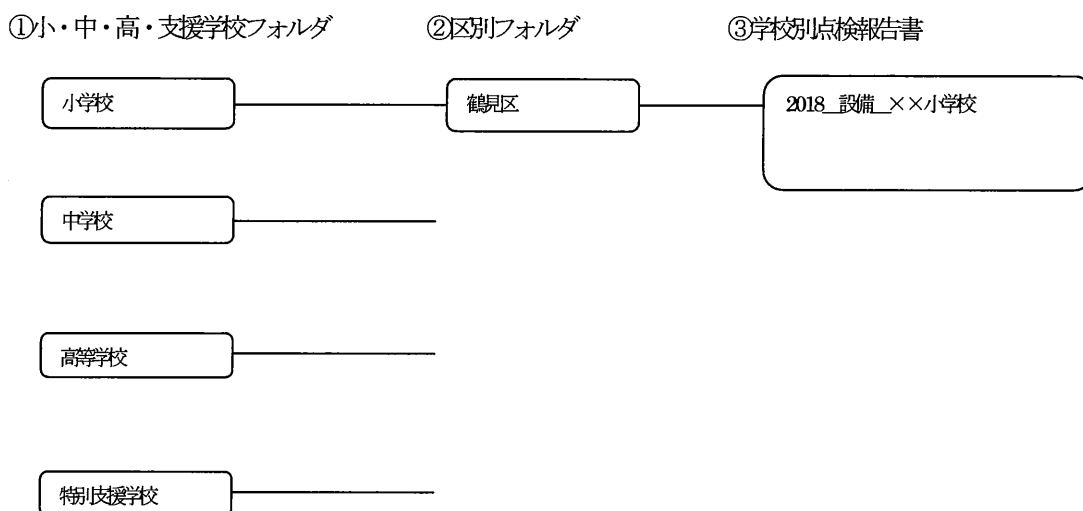 ①小・中・高・支援学校フォルダ ②区別フォルダ ③学校別点検報告書
小学校 鶴見区 2018__設備__××小学校
中学校
高等学校
特別支援学校